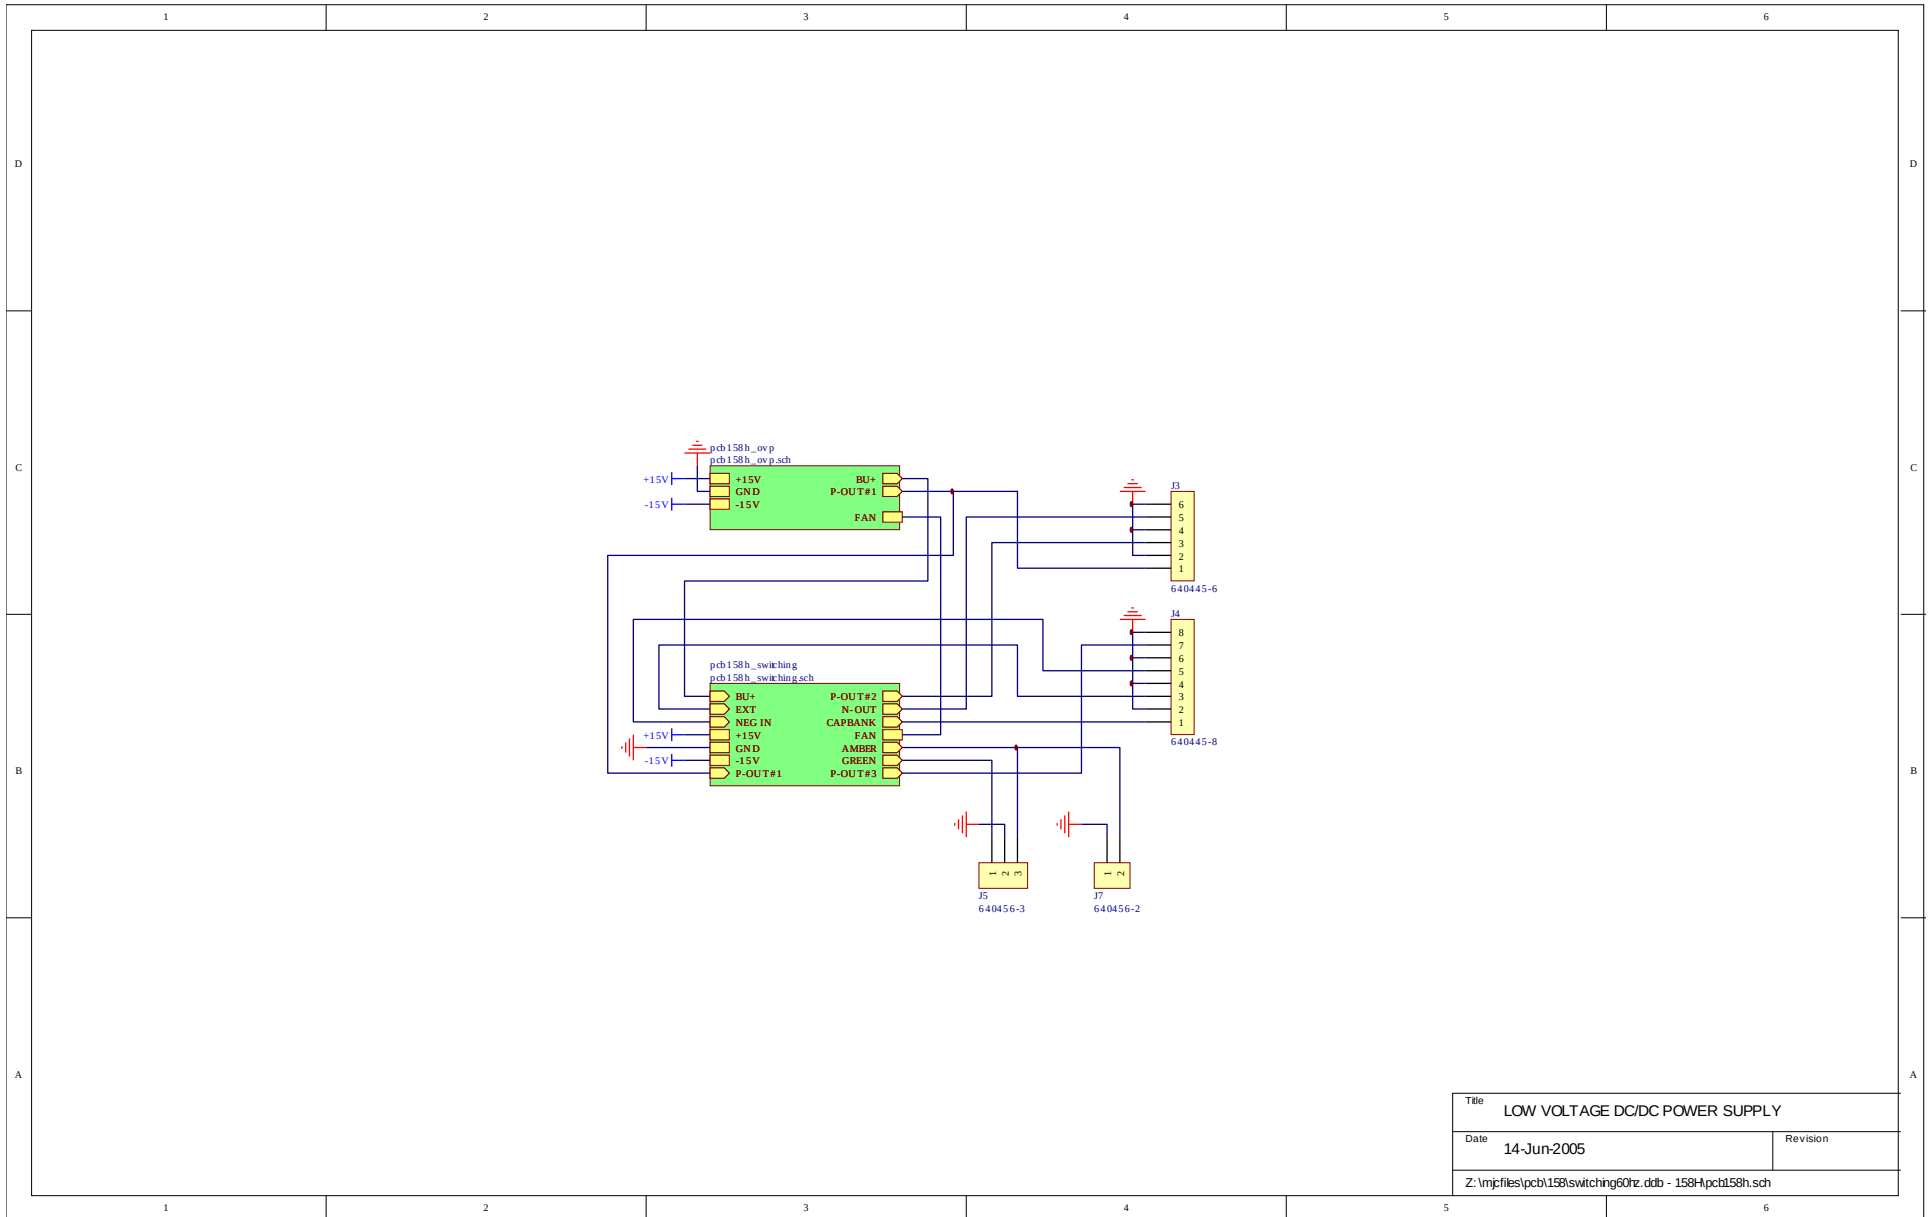 1 2 3 4 5 6
D D
C C
B B
A A
pcb158h_ovp
pcb158h_ovp.sch
+15V
-15V
+15V
GND
-15V
BU+
P-OUT#1
FAN
J3
6
5
4
3
2
1
640445-6
J4
8
7
6
5
4
3
2
1
640445-8
pcb158h_switching
pcb158h_switching.sch
+15V
-15V
BU+
EXT
NEG IN
+15V
GND
-15V
P-OUT#1
P-OUT#2
N-OUT
CAPBANK
FAN
AMBER
GREEN
P-OUT#3
1 2 3
J5
640456-3
1 2
J7
640456-2
Title
LOW VOLTAGE DC/DC POWER SUPPLY
Date
14-Jun-2005
Revision
Z:\mjcfiles\pcb\158\switching60hz.ddb - 158H\pcb158h.sch
1 2 3 4 5 6